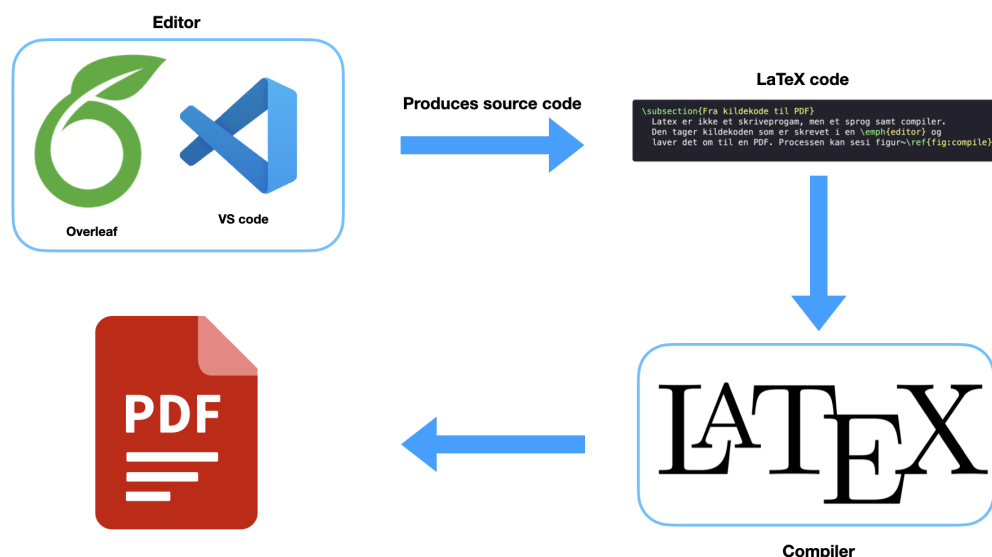 Editor
Overleaf
VS code
Produces source code
LaTeX code
\subsection{Fra kildekode til PDF}
Latex er ikke et skriveprogam, men et sprog samt compiler.
Den tager kildekoden som er skrevet i en \emph{editor} og
laver det om til en PDF. Processen kan sesi figur~\ref{fig:compile}
LATEX
Compiler
PDF